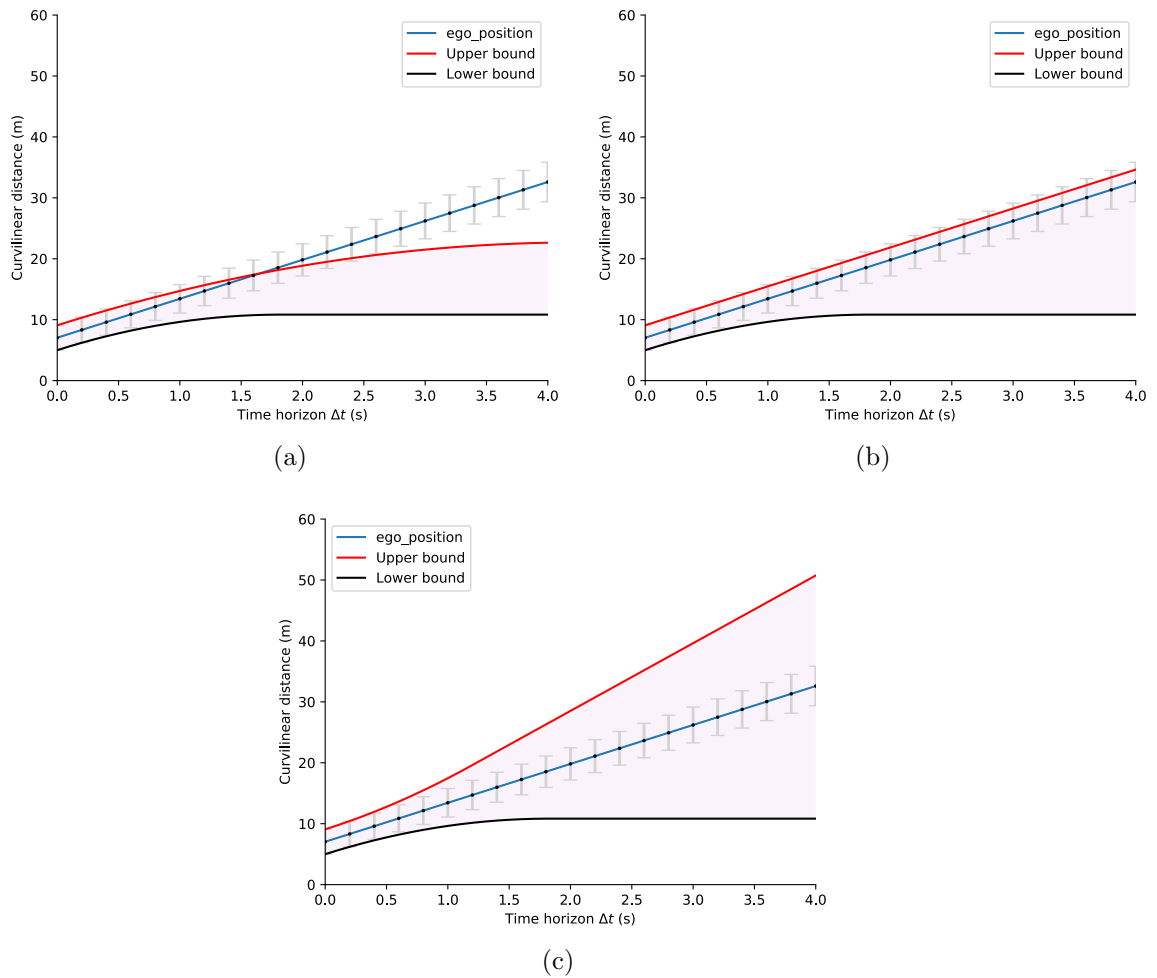 60
50
40
30
20
10
0
Curvilinear distance (m)
ego_position
Upper bound
Lower bound
0.0 0.5 1.0 1.5 2.0 2.5 3.0 3.5 4.0
Time horizon Δt (s)
(a)
60
50
40
30
20
10
0
Curvilinear distance (m)
ego_position
Upper bound
Lower bound
0.0 0.5 1.0 1.5 2.0 2.5 3.0 3.5 4.0
Time horizon Δt (s)
(b)
60
50
40
30
20
10
0
Curvilinear distance (m)
ego_position
Upper bound
Lower bound
0.0 0.5 1.0 1.5 2.0 2.5 3.0 3.5 4.0
Time horizon Δt (s)
(c)